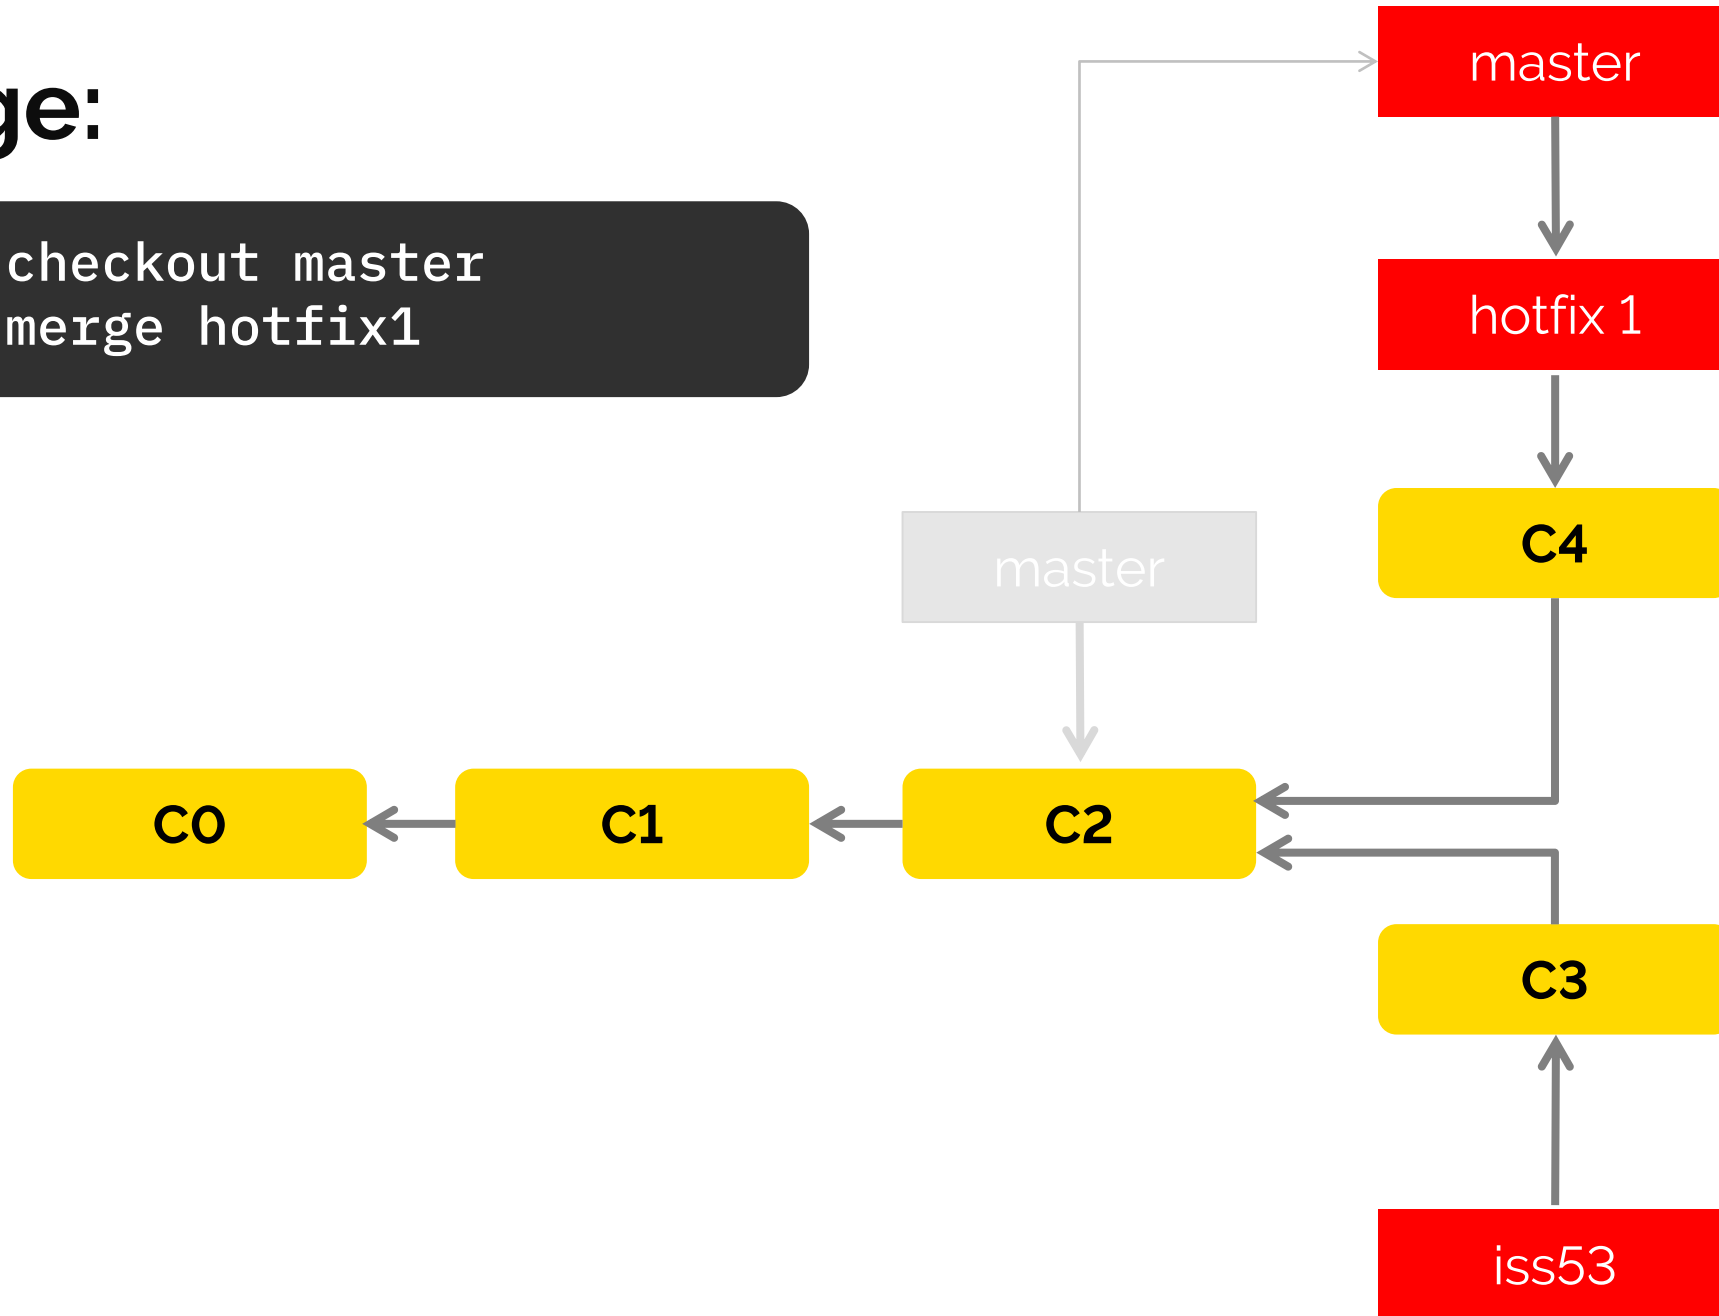 ge:
checkout master
merge hotfix1
master
hotfix 1
C4
master
C0
C1
C2
C3
iss53